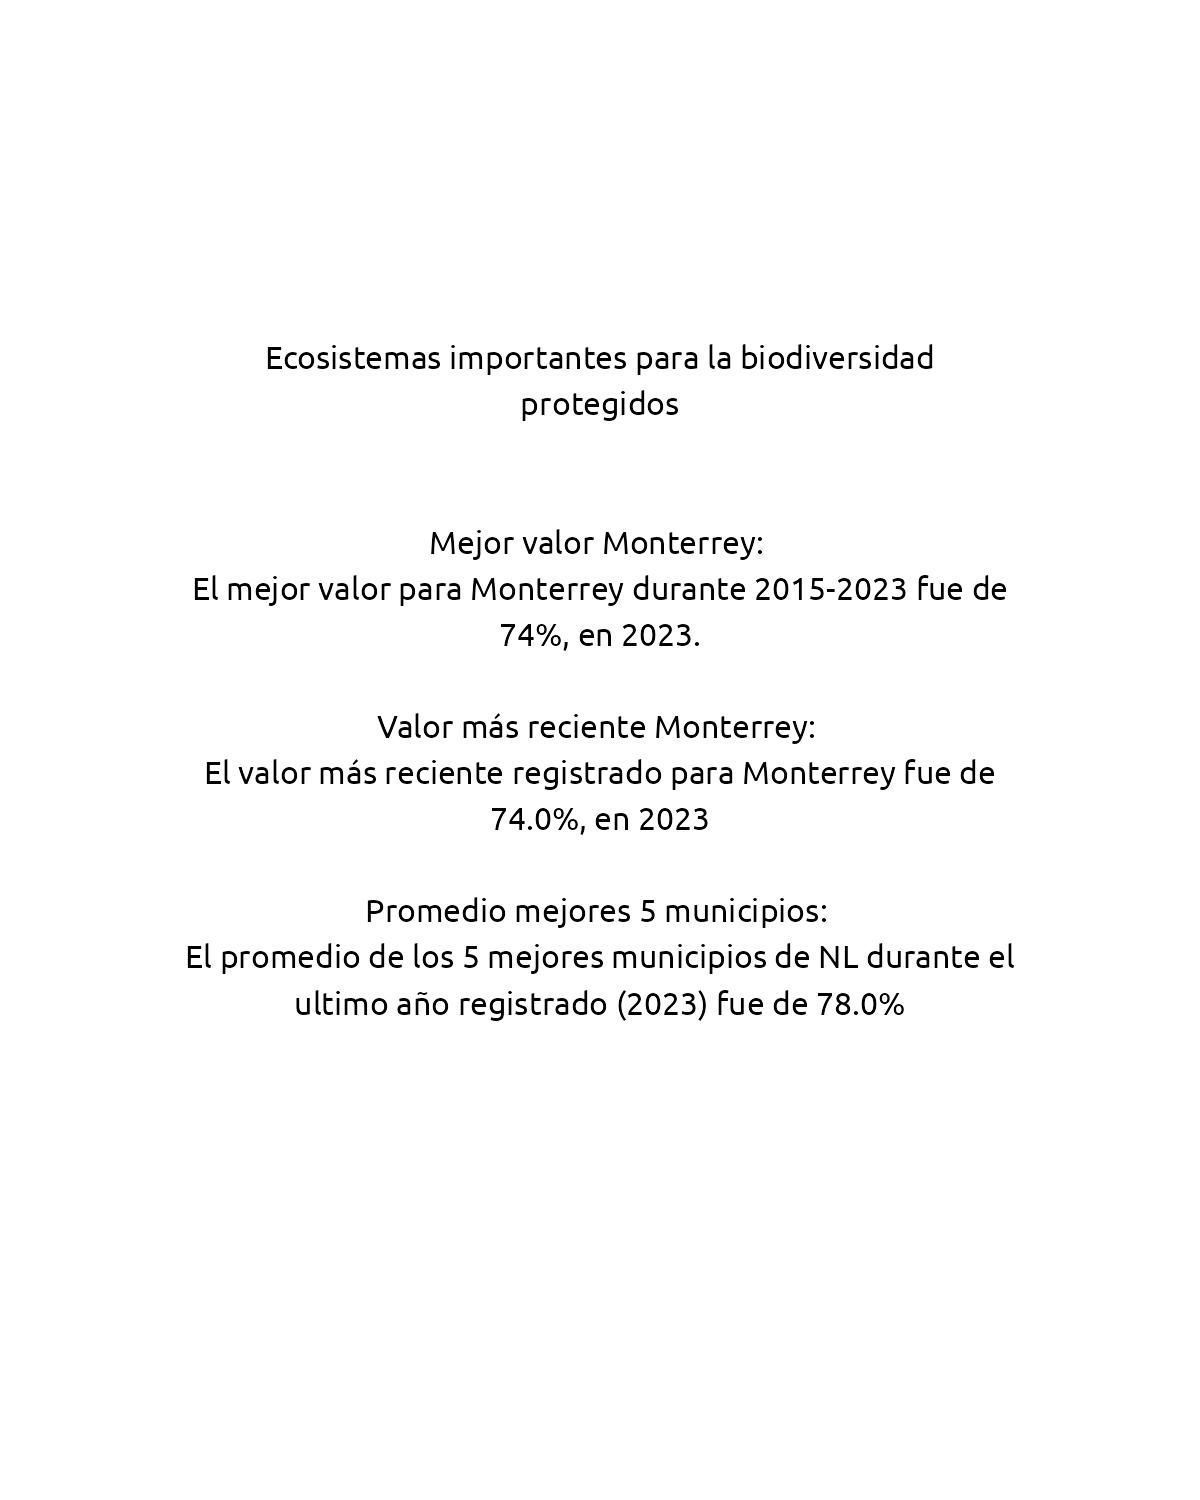 Ecosistemas importantes para la biodiversidad
protegidos
Mejor valor Monterrey:
El mejor valor para Monterrey durante 2015-2023 fue de
74%, en 2023.
Valor más reciente Monterrey:
El valor más reciente registrado para Monterrey fue de
74.0%, en 2023
Promedio mejores 5 municipios:
El promedio de los 5 mejores municipios de NL durante el
ultimo año registrado (2023) fue de 78.0%